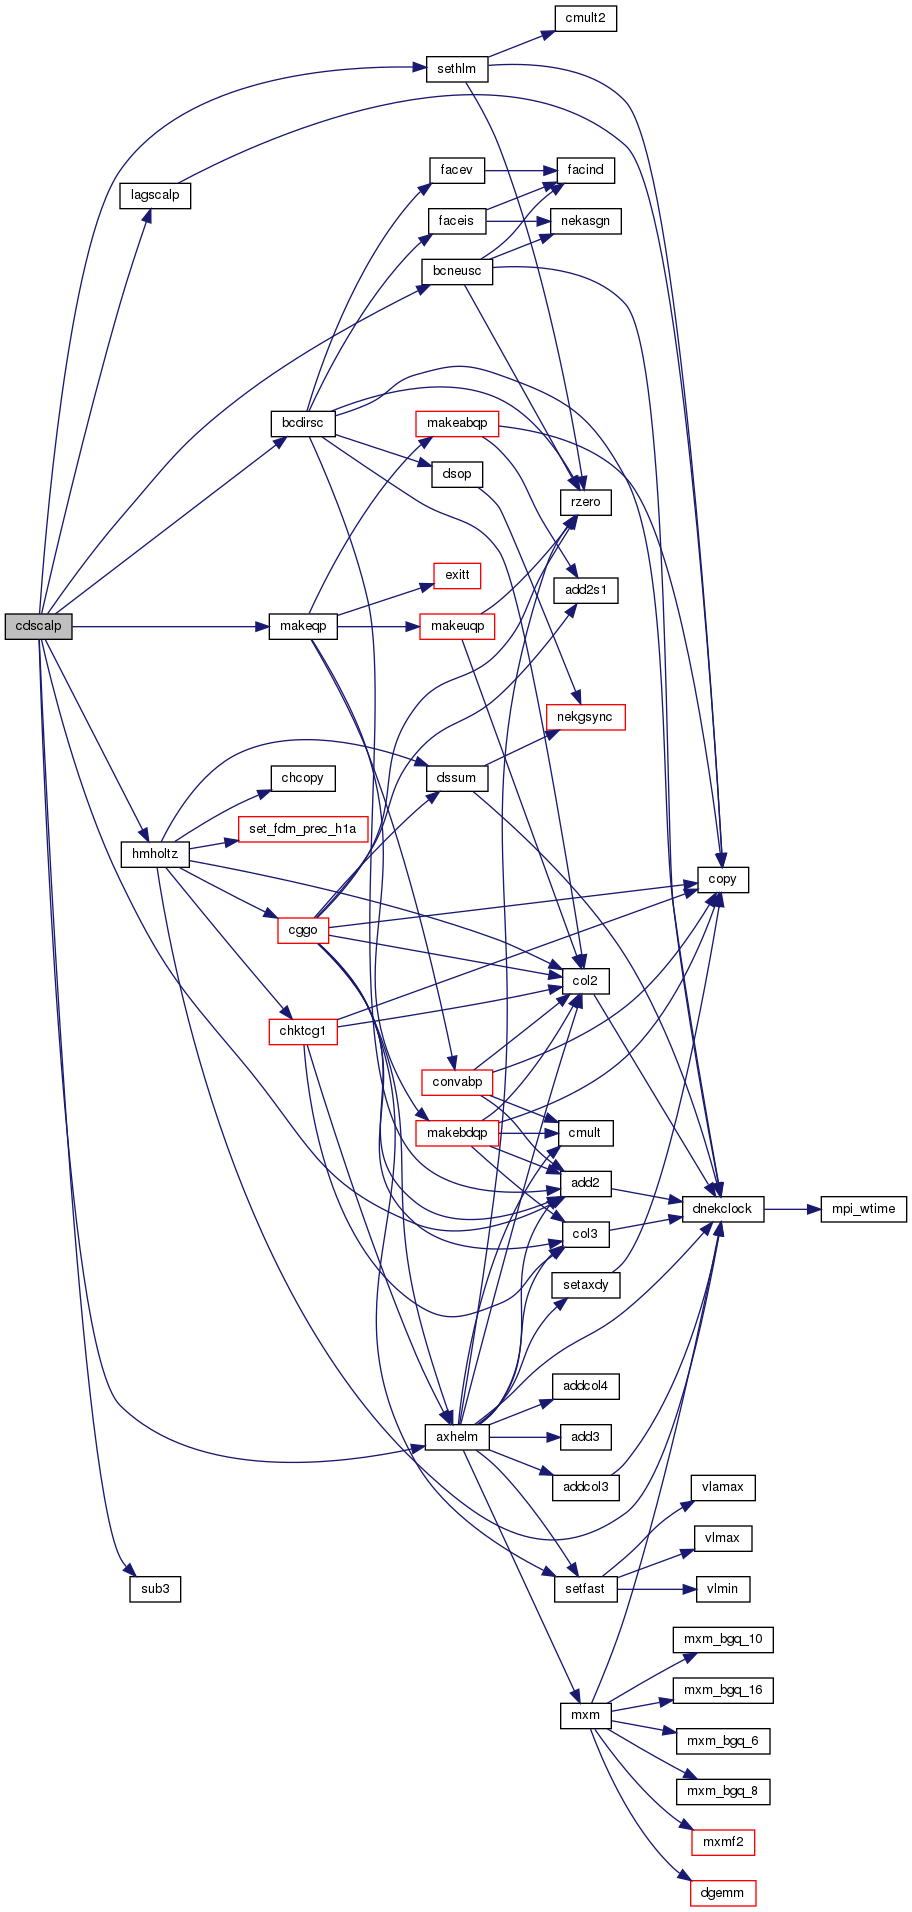 cmult2
sethlm
facev
facind
lagscalp
faceis
nekasgn
bcneusc
bcdirsc
makeabqp
dsop
rzero
exitt
add2s1
cdscalp
makeqp
makeuqp
nekgsync
chcopy
dssum
set_fdm_prec_h1a
hmholtz
copy
cggo
col2
chktcg1
convabp
makebdqp
cmult
add2
dnekclock
mpi_wtime
col3
setaxdy
addcol4
axhelm
add3
addcol3
vlamax
vlmax
sub3
setfast
vlmin
mxm_bgq_10
mxm_bgq_16
mxm
mxm_bgq_6
mxm_bgq_8
mxmf2
dgemm